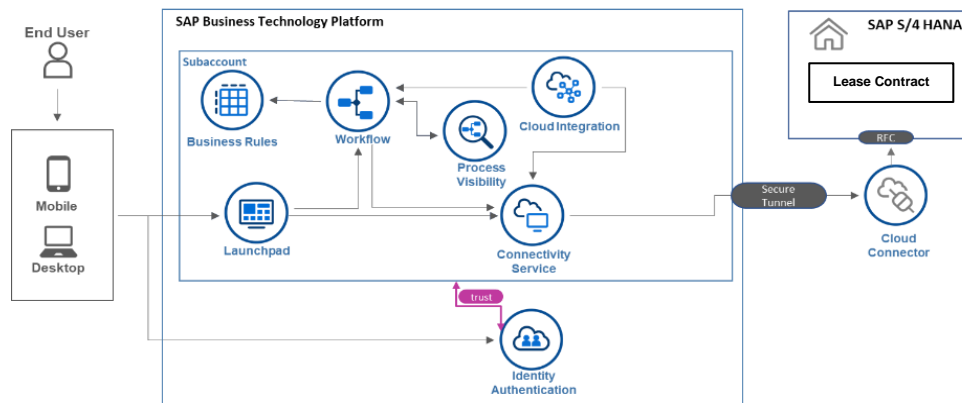 SAP Business Technology Platform
SAP S/4 HANA
End User
Subaccount
Lease Contract
Business Rules
Workflow
Cloud Integration
Process
Visibility
RFC
Mobile
Secure
Tunnel
Desktop
Launchpad
Connectivity
Service
Cloud
Connector
trust
Identity
Authentication